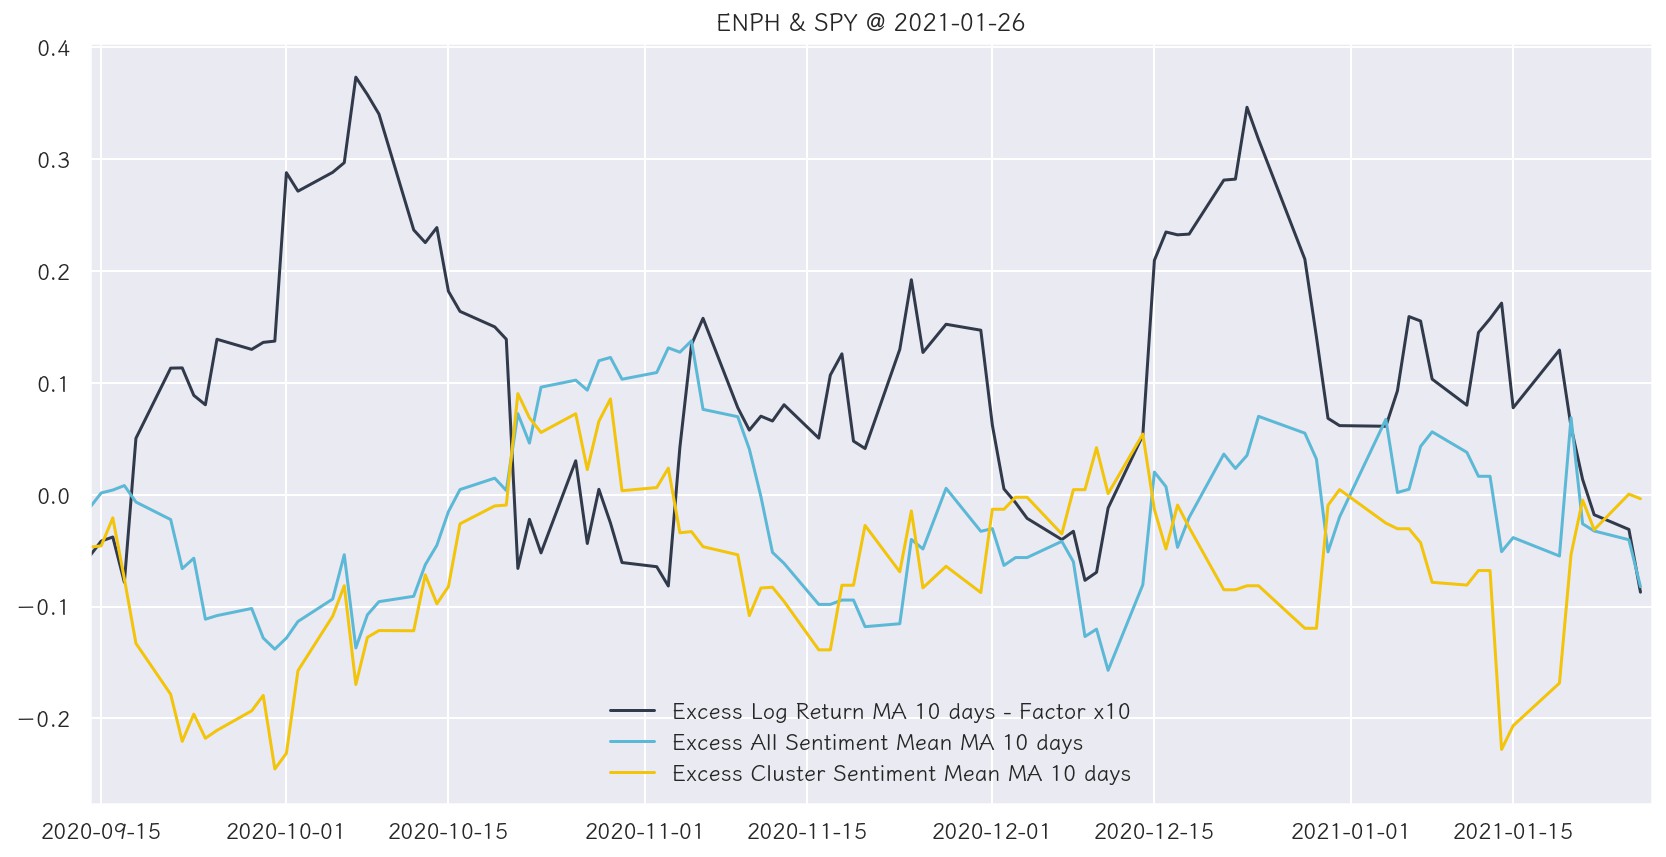 ENPH & SPY @ 2021-01-26
0.4
0.3
0.2
0.1
0.0
−0.1
−0.2
Excess Log Return MA 10 days - Factor x10
Excess All Sentiment Mean MA 10 days
Excess Cluster Sentiment Mean MA 10 days
2020-09-15 2020-10-01 2020-10-15 2020-11-01 2020-11-15 2020-12-01 2020-12-15 2021-01-01 2021-01-15